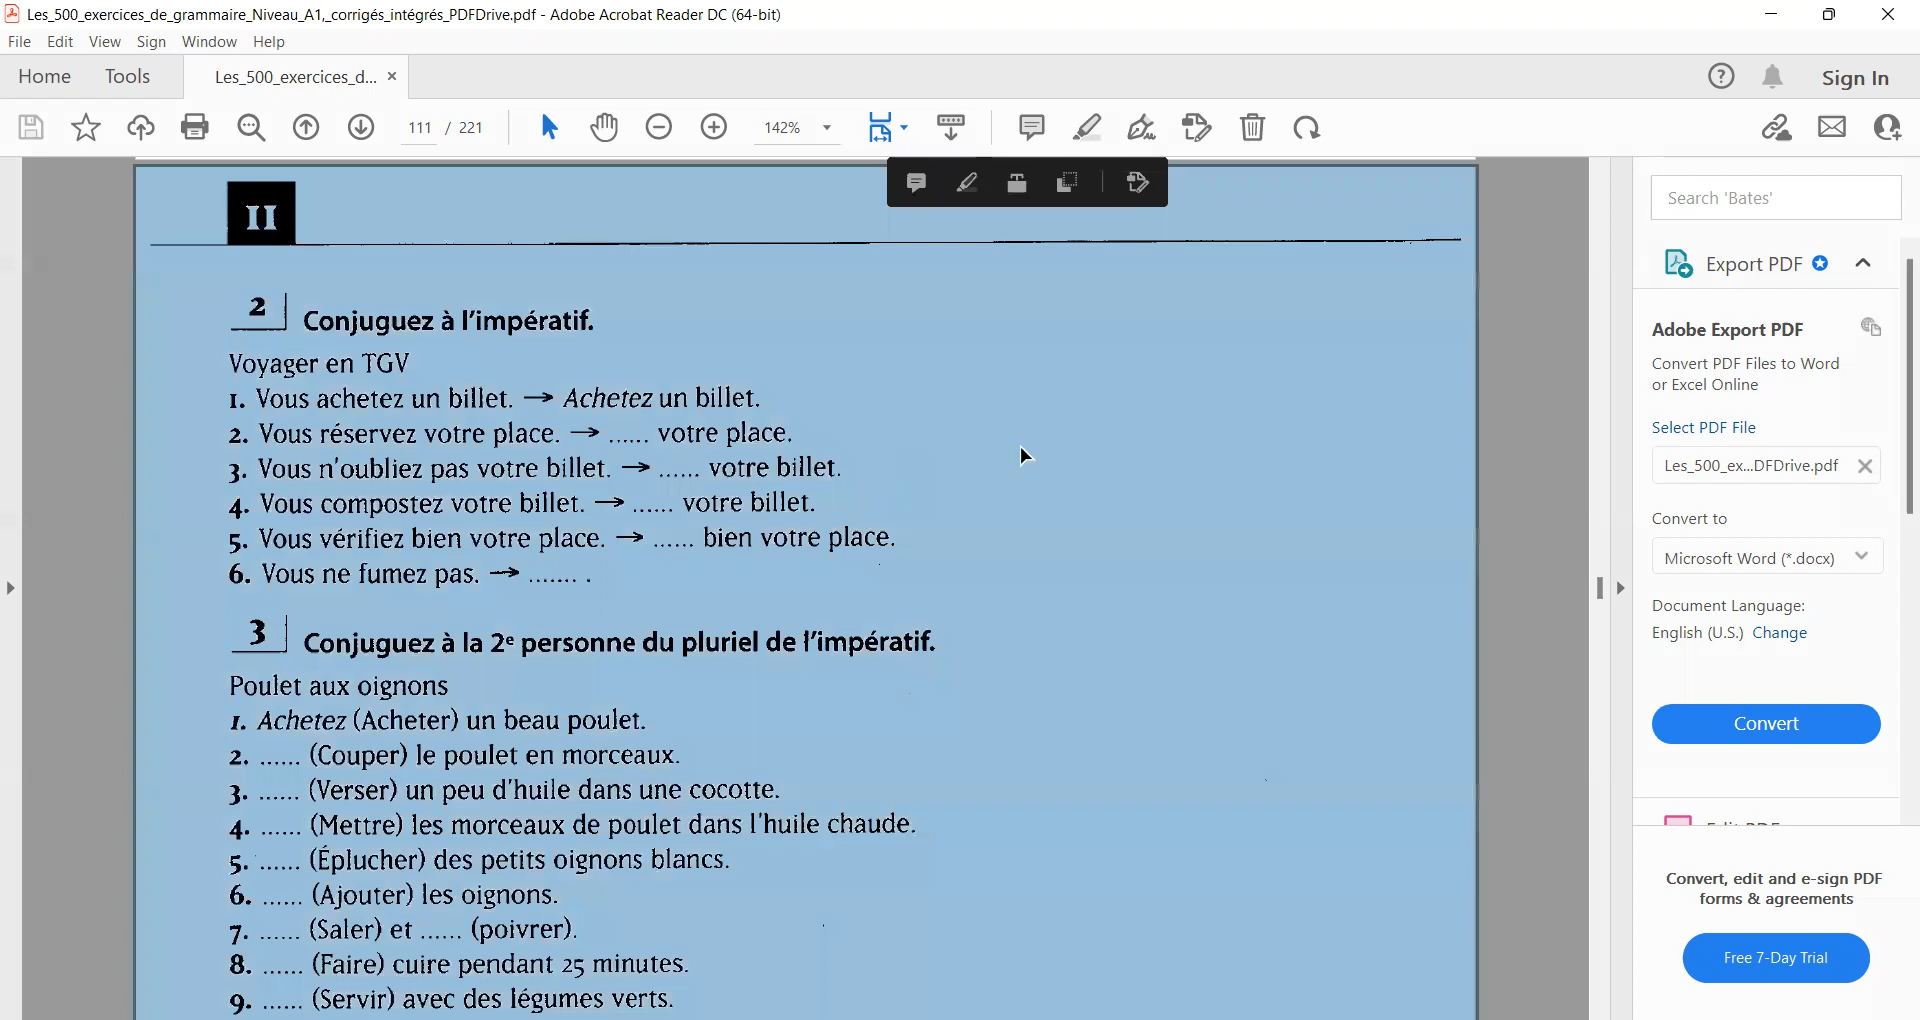 Les_500_exercices_de_grammaire_Niveau_A1,_corrigés_intégrés_PDFDrive.pdf - Adobe Acrobat Reader DC (64-bit)
File Edit View Sign Window Help
Home Tools Les_500_exercices_d... × Sign In
111 / 221 142%
II
2 Conjuguez à l'impératif.
Voyager en TGV
1. Vous achetez un billet. → Achetez un billet.
2. Vous réservez votre place. → ...... votre place.
3. Vous n'oubliez pas votre billet. → ...... votre billet.
4. Vous compostez votre billet. → ...... votre billet.
5. Vous vérifiez bien votre place. → ...... bien votre place.
6. Vous ne fumez pas. → ....... .
3 Conjuguez à la 2e personne du pluriel de l'impératif.
Poulet aux oignons
1. Achetez (Acheter) un beau poulet.
2. ...... (Couper) le poulet en morceaux.
3. ...... (Verser) un peu d'huile dans une cocotte.
4. ...... (Mettre) les morceaux de poulet dans l'huile chaude.
5. ...... (Éplucher) des petits oignons blancs.
6. ...... (Ajouter) les oignons.
7. ...... (Saler) et ...... (poivrer).
8. ...... (Faire) cuire pendant 25 minutes.
9. ...... (Servir) avec des légumes verts.
Search 'Bates'
Export PDF
Adobe Export PDF
Convert PDF Files to Word
or Excel Online
Select PDF File
Les_500_ex...DFDrive.pdf
Convert to
Microsoft Word (*.docx)
Document Language:
English (U.S.) Change
Convert
Convert, edit and e-sign PDF
forms & agreements
Free 7-Day Trial